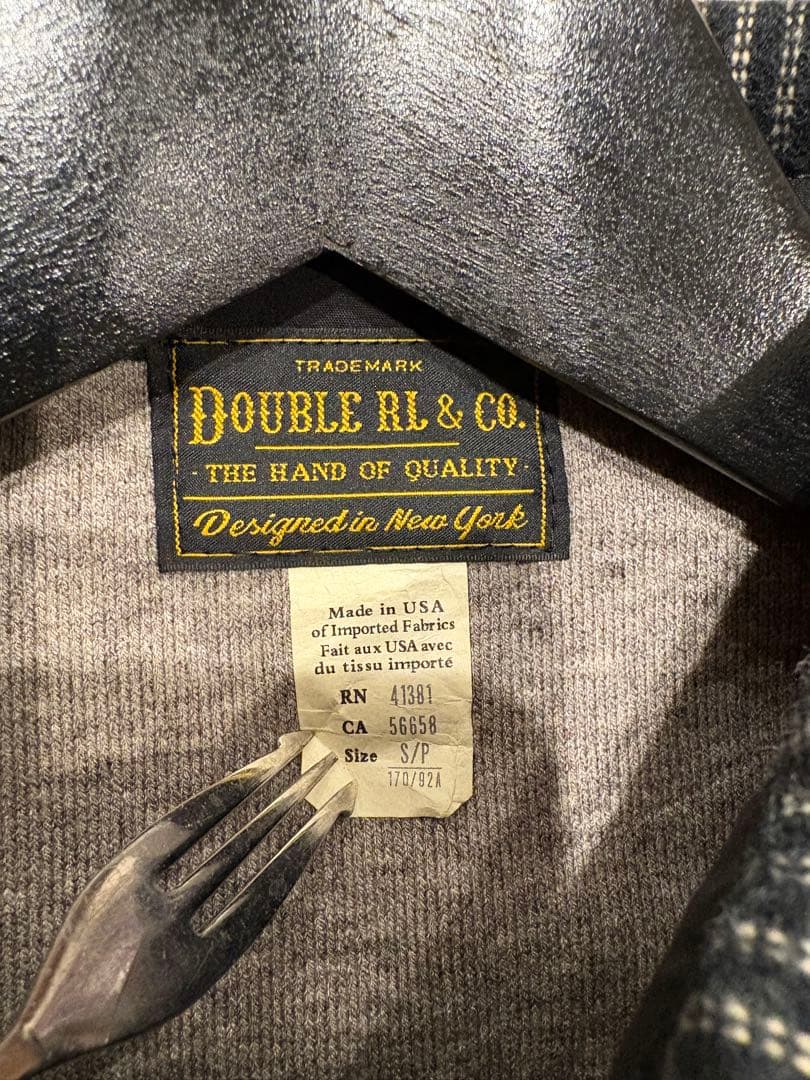 TRADEMARK
DOUBLE RL & CO.
· THE HAND OF QUALITY ·
Designed in New York
Made in USA
of Imported Fabrics
Fait aux USA avec
du tissu importé
RN 41381
CA 56658
Size S/P
170/92A